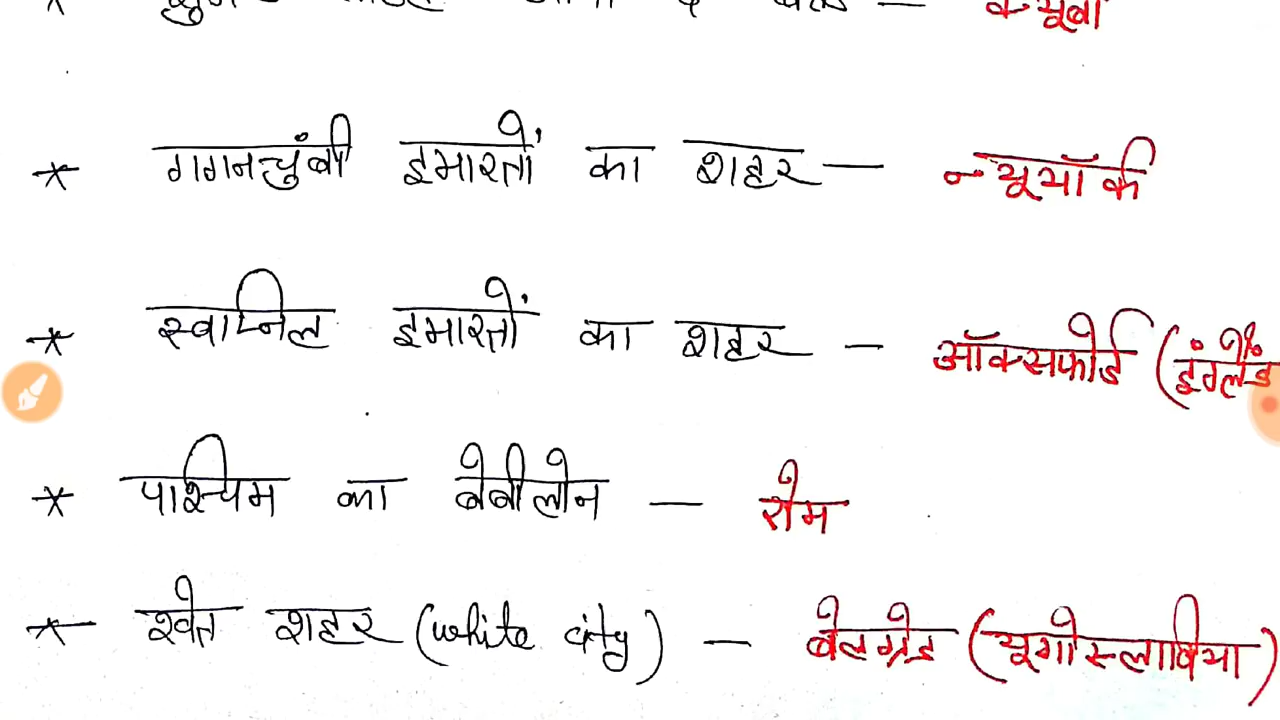 * क्यूबा
* गगनचुंबी इमारतों का शहर — न्यूयॉर्क
* स्वप्निल इमारतों का शहर — ऑक्सफोर्ड (इंग्लैंड
* पश्चिम का बेबीलोन — रोम
* श्वेत शहर (white city) — बेलग्रेड (यूगोस्लाविया)